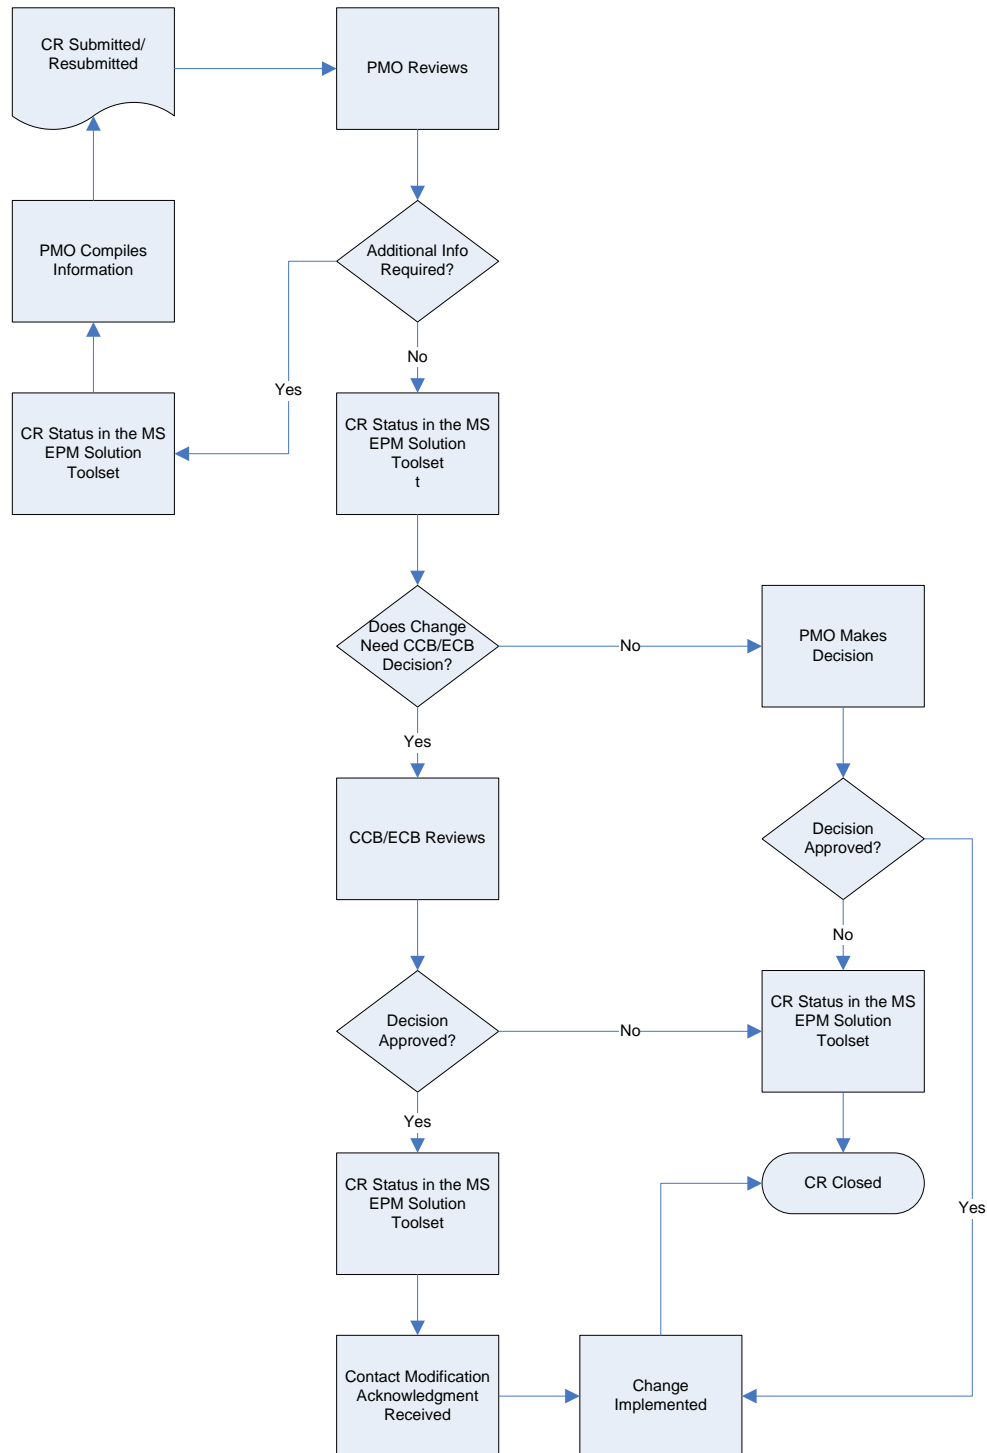 CR Submitted/
Resubmitted
PMO Reviews
PMO Compiles
Information
Additional Info
Required?
No
Yes
CR Status in the MS
EPM Solution
Toolset
CR Status in the MS
EPM Solution
Toolset
t
Does Change
Need CCB/ECB
Decision?
No
PMO Makes
Decision
Yes
CCB/ECB Reviews
Decision
Approved?
No
Decision
Approved?
No
CR Status in the MS
EPM Solution
Toolset
Yes
CR Status in the MS
EPM Solution
Toolset
CR Closed
Yes
Contact Modification
Acknowledgment
Received
Change
Implemented